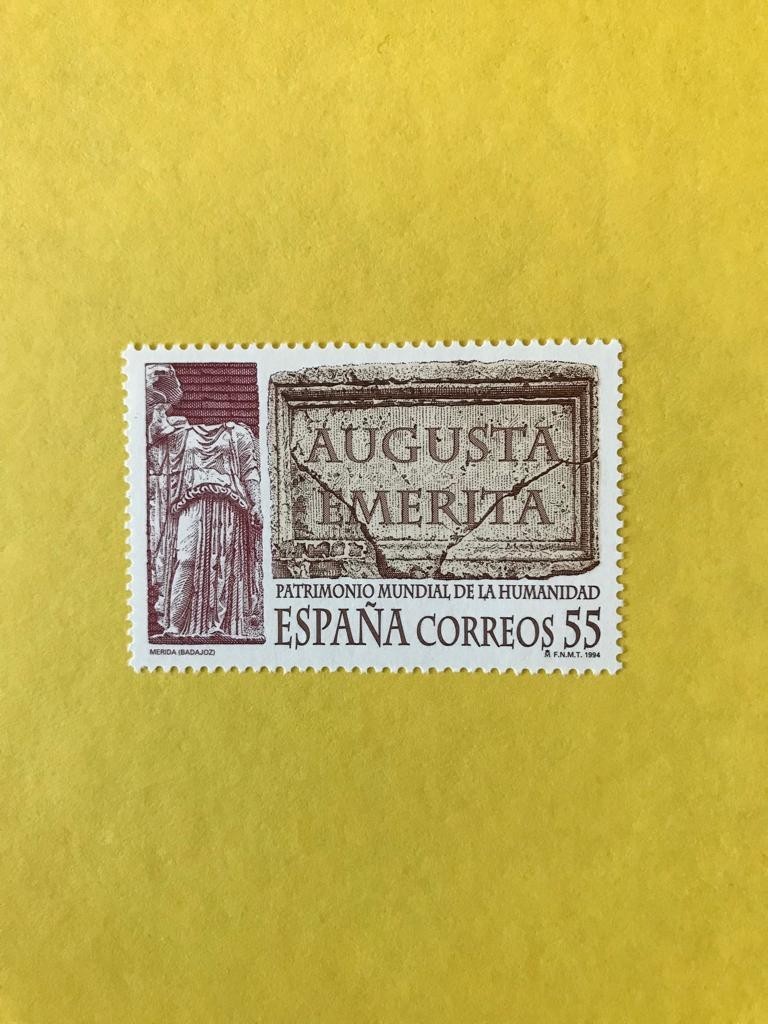 AUGUSTA
EMERITA
PATRIMONIO MUNDIAL DE LA HUMANIDAD
ESPAÑA CORREOS 55
MERIDA (BADAJOZ)
F.N.M.T. 1994